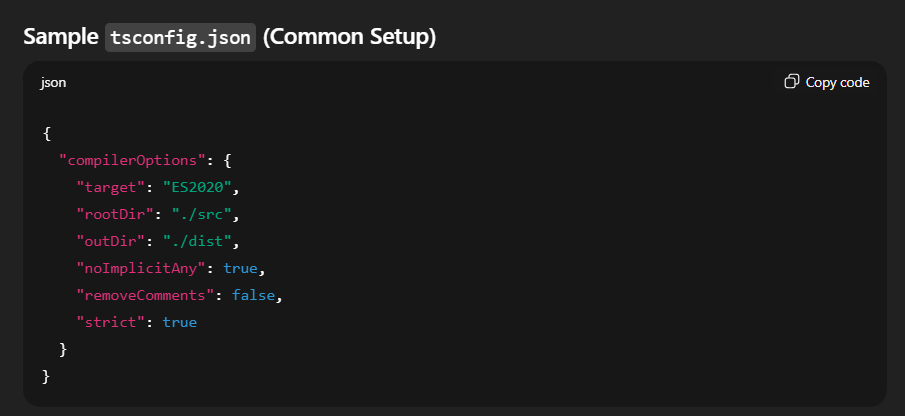 Sample tsconfig.json (Common Setup)
json
Copy code
{
  "compilerOptions": {
    "target": "ES2020",
    "rootDir": "./src",
    "outDir": "./dist",
    "noImplicitAny": true,
    "removeComments": false,
    "strict": true
  }
}